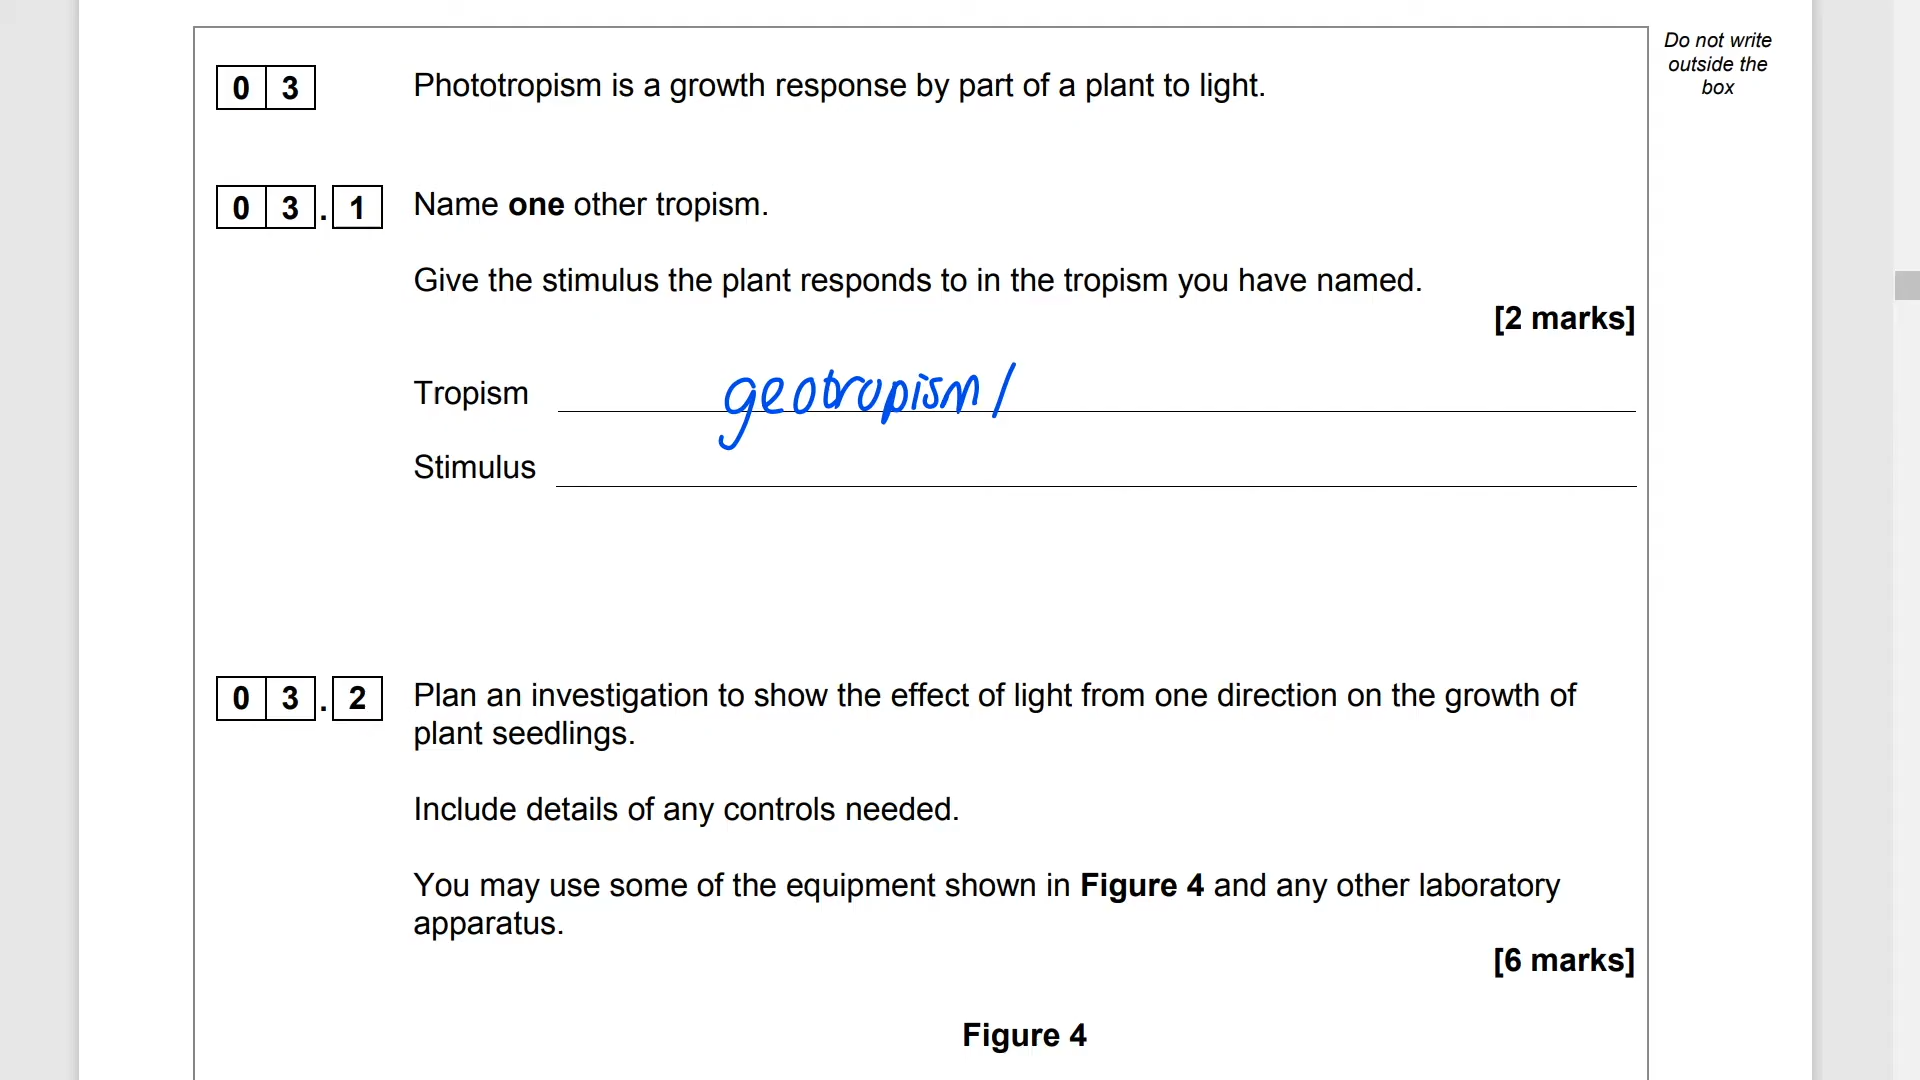 Do not write
outside the
box
0 3 Phototropism is a growth response by part of a plant to light.
0 3 . 1 Name one other tropism.
Give the stimulus the plant responds to in the tropism you have named.
[2 marks]
Tropism geotropism /
Stimulus
0 3 . 2 Plan an investigation to show the effect of light from one direction on the growth of
plant seedlings.
Include details of any controls needed.
You may use some of the equipment shown in Figure 4 and any other laboratory
apparatus.
[6 marks]
Figure 4